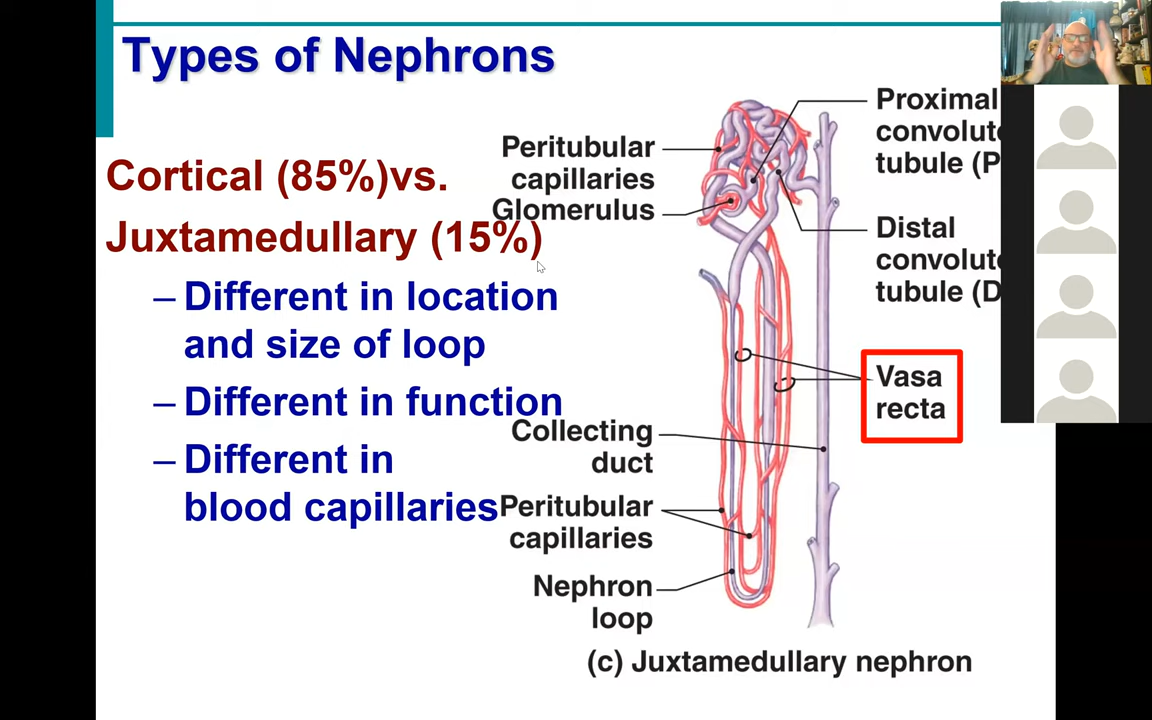 Types of Nephrons
Cortical (85%)vs.
Juxtamedullary (15%)
– Different in location
and size of loop
– Different in function
– Different in
blood capillaries
Peritubular
capillaries
Glomerulus
Proximal
convolute
tubule (P
Distal
convolute
tubule (D
Vasa
recta
Collecting
duct
Peritubular
capillaries
Nephron
loop
(c) Juxtamedullary nephron